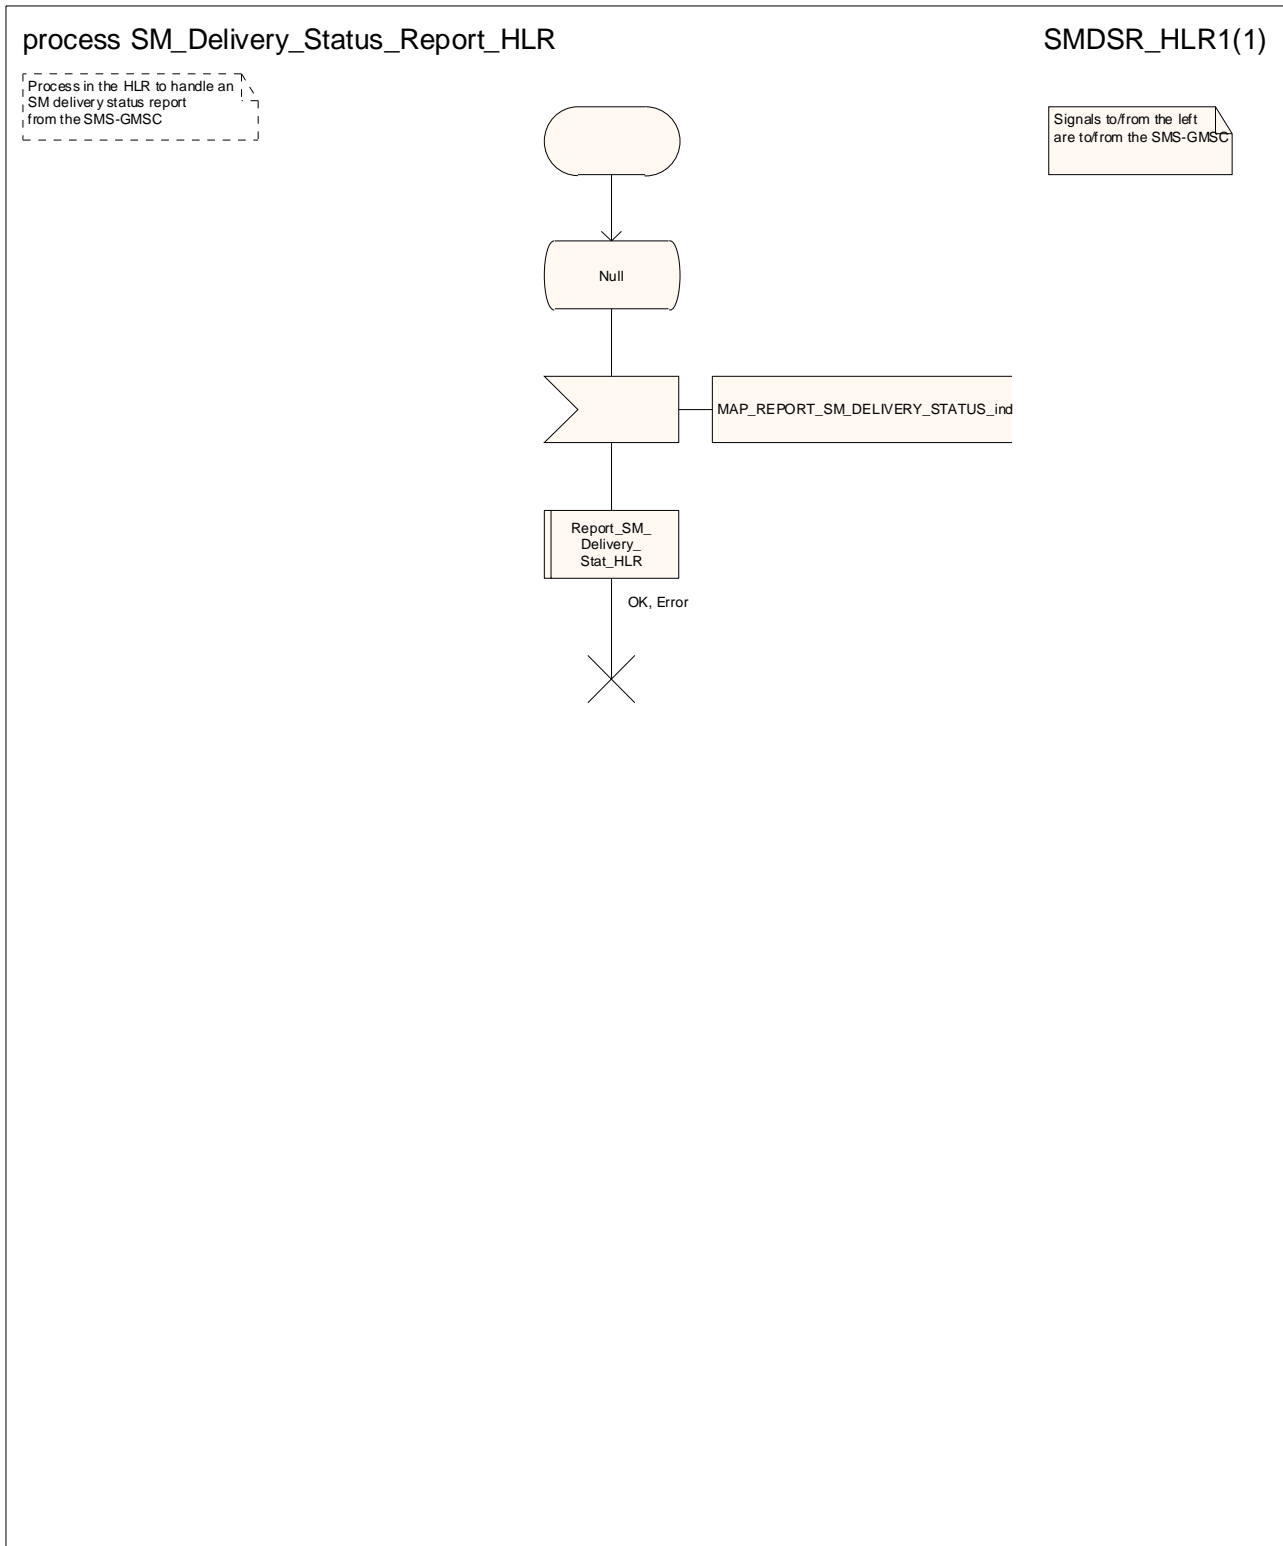 process SM_Delivery_Status_Report_HLR
SMDSR_HLR1(1)
Process in the HLR to handle an
SM delivery status report
from the SMS-GMSC
Signals to/from the left
are to/from the SMS-GMSC
Null
MAP_REPORT_SM_DELIVERY_STATUS_ind
Report_SM_
Delivery_
Stat_HLR
OK, Error